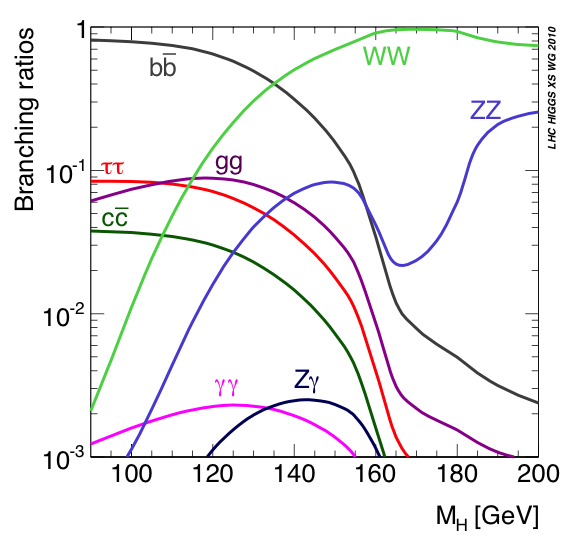 Branching ratios
1
10⁻¹
10⁻²
10⁻³
bb̅
WW
ZZ
ττ
gg
cc̅
γγ
Zγ
100 120 140 160 180 200
M_H [GeV]
LHC HIGGS XS WG 2010